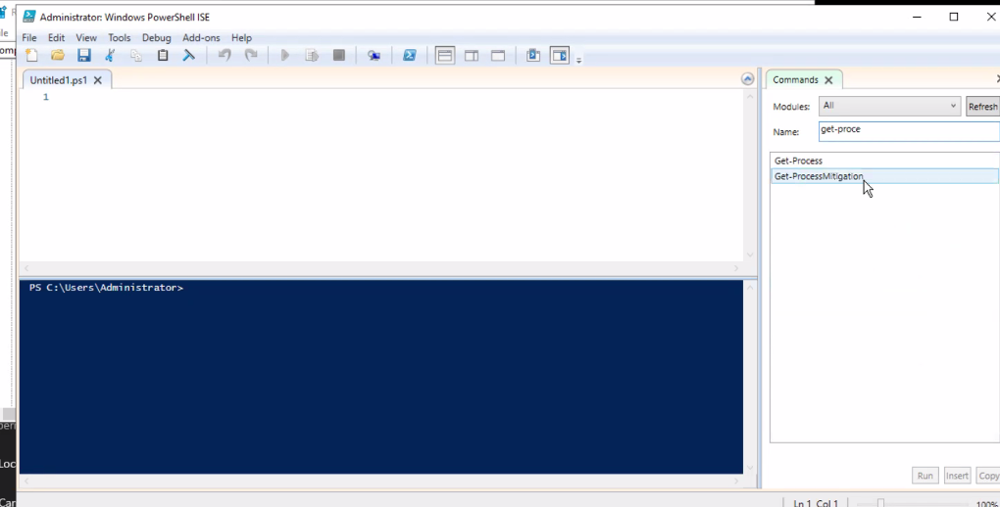 Administrator: Windows PowerShell ISE
File Edit View Tools Debug Add-ons Help
Untitled1.ps1
1
Commands
Modules: All Refresh
Name: get-proce
Get-Process
Get-ProcessMitigation
PS C:\Users\Administrator>
Run Insert Copy
Ln 1 Col 1 100%